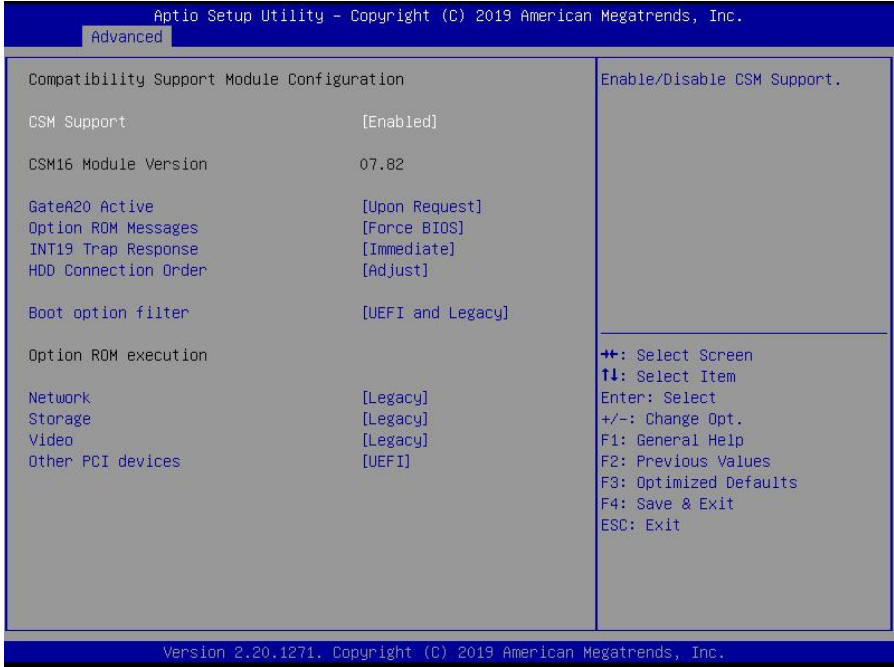 Aptio Setup Utility – Copyright (C) 2019 American Megatrends, Inc.
Advanced
Compatibility Support Module Configuration
CSM Support [Enabled]
CSM16 Module Version 07.82
GateA20 Active [Upon Request]
Option ROM Messages [Force BIOS]
INT19 Trap Response [Immediate]
HDD Connection Order [Adjust]
Boot option filter [UEFI and Legacy]
Option ROM execution
Network [Legacy]
Storage [Legacy]
Video [Legacy]
Other PCI devices [UEFI]
Enable/Disable CSM Support.
→←: Select Screen
↑↓: Select Item
Enter: Select
+/-: Change Opt.
F1: General Help
F2: Previous Values
F3: Optimized Defaults
F4: Save & Exit
ESC: Exit
Version 2.20.1271. Copyright (C) 2019 American Megatrends, Inc.